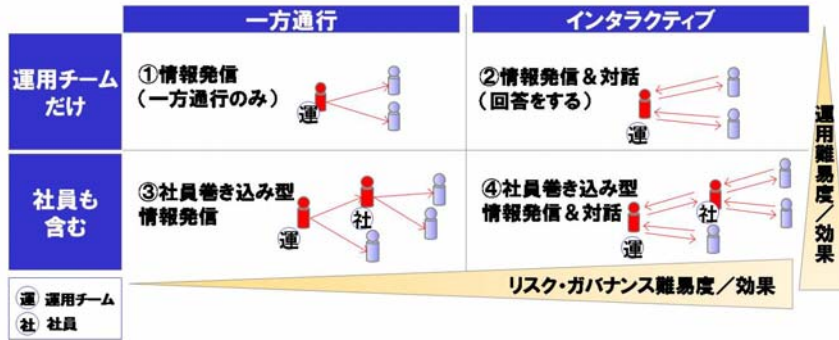 一方通行
インタラクティブ
運用チーム
だけ
①情報発信
(一方通行のみ)
運
②情報発信&対話
(回答をする)
運
社員も
含む
③社員巻き込み型
情報発信
社
運
④社員巻き込み型
情報発信&対話
社
運
運用難易度/効果
リスク・ガバナンス難易度/効果
運 運用チーム
社 社員